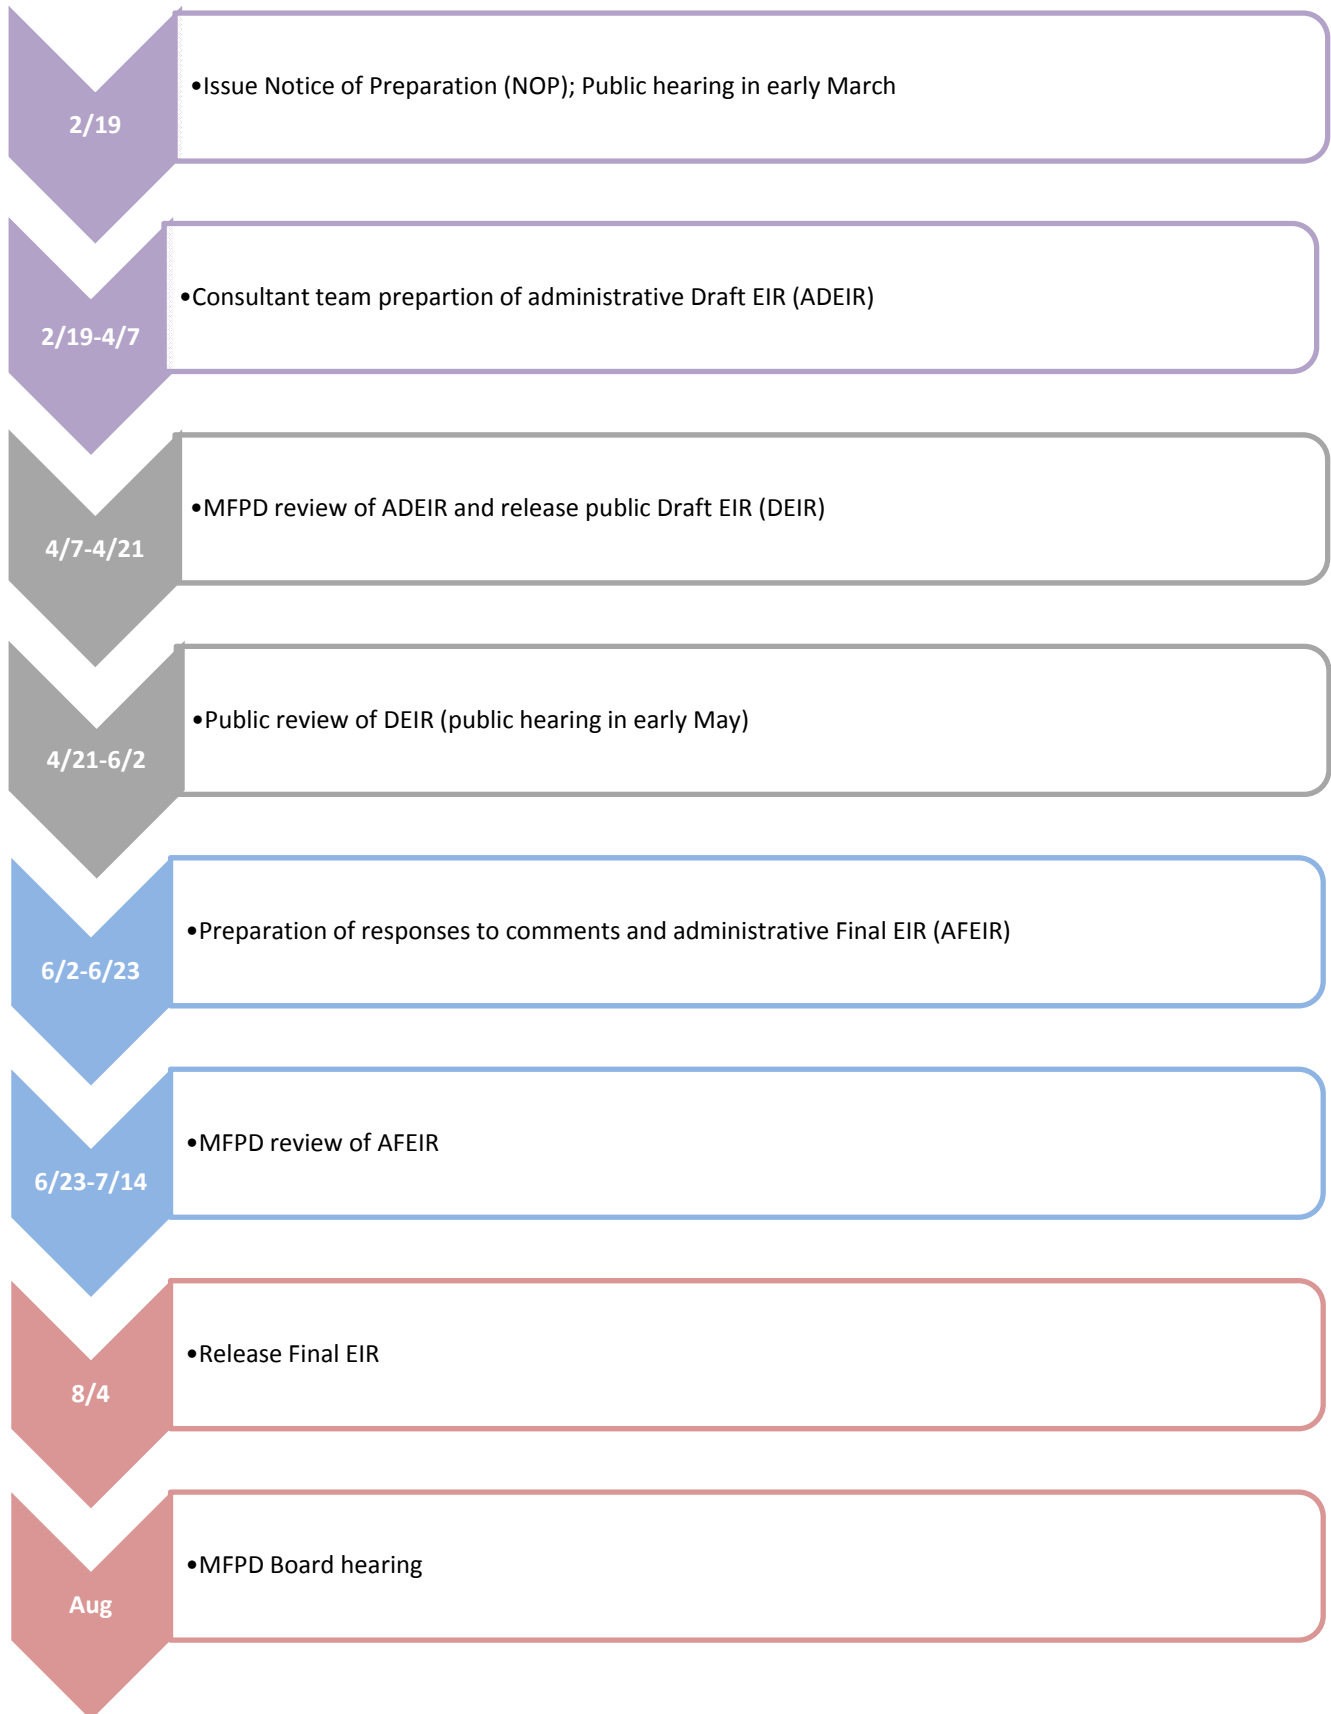 2/19
•Issue Notice of Preparation (NOP); Public hearing in early March
2/19-4/7
•Consultant team prepartion of administrative Draft EIR (ADEIR)
4/7-4/21
•MFPD review of ADEIR and release public Draft EIR (DEIR)
4/21-6/2
•Public review of DEIR (public hearing in early May)
6/2-6/23
•Preparation of responses to comments and administrative Final EIR (AFEIR)
6/23-7/14
•MFPD review of AFEIR
8/4
•Release Final EIR
Aug
•MFPD Board hearing